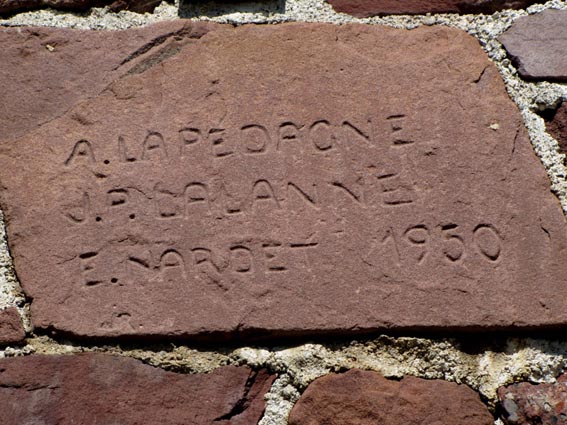 A. LAPEDAGNE
J.P. LALANNE
E. NARDET 1950
R